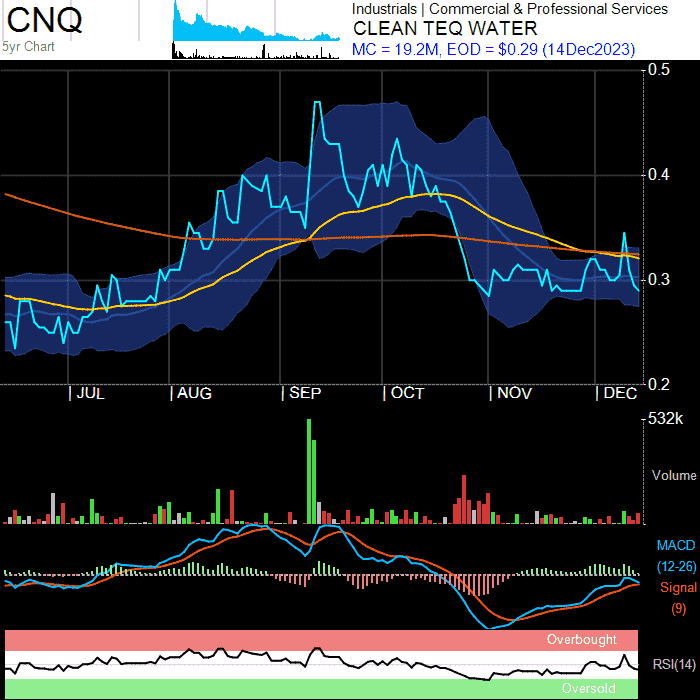 CNQ
5yr Chart
Industrials | Commercial & Professional Services
CLEAN TEQ WATER
MC = 19.2M, EOD = $0.29 (14Dec2023)
0.5
0.4
0.3
0.2
| JUL | AUG | SEP | OCT | NOV | DEC
532k
Volume
MACD
(12-26)
Signal
(9)
Overbought
RSI(14)
Oversold